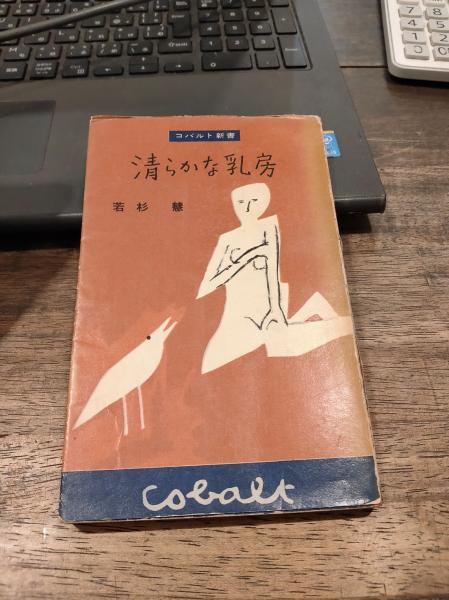 コバルト新書
清らかな乳房
若杉 慧
cobalt